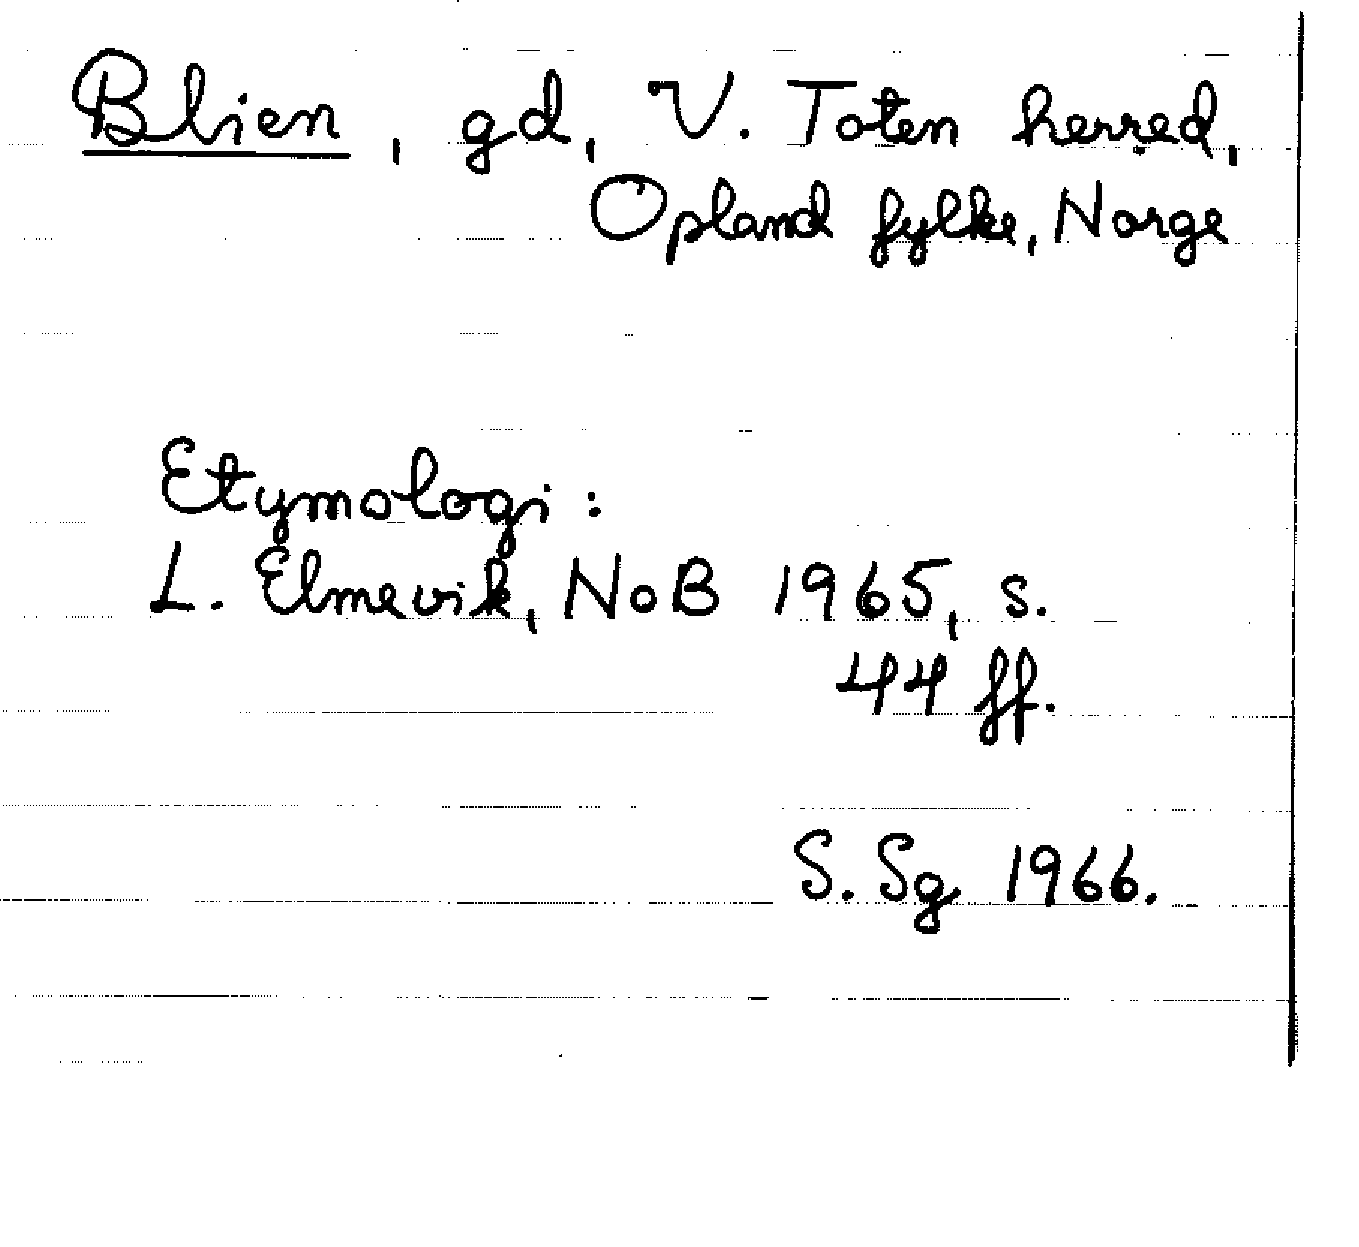 Blien, gd, V. Toten herred,
Opland fylke, Norge
Etymologi:
L. Elmevik, NoB 1965, s.
44 ff.
S. Sg 1966.